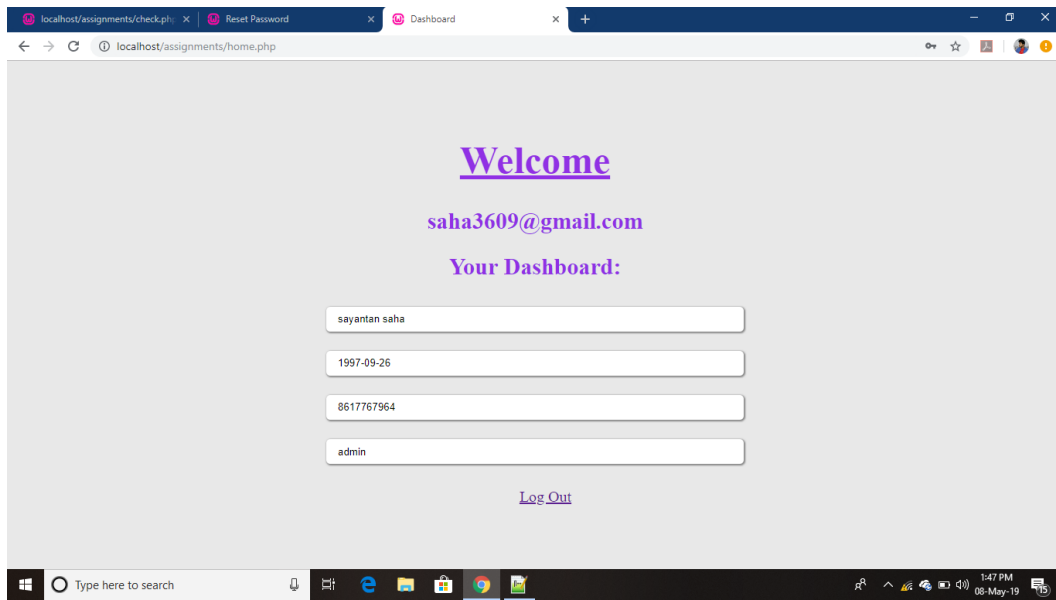 localhost/assignments/check.ph
Reset Password
Dashboard
localhost/assignments/home.php
Welcome
saha3609@gmail.com
Your Dashboard:
sayantan saha
1997-09-26
8617767964
admin
Log Out
Type here to search
1:47 PM
08-May-19
15